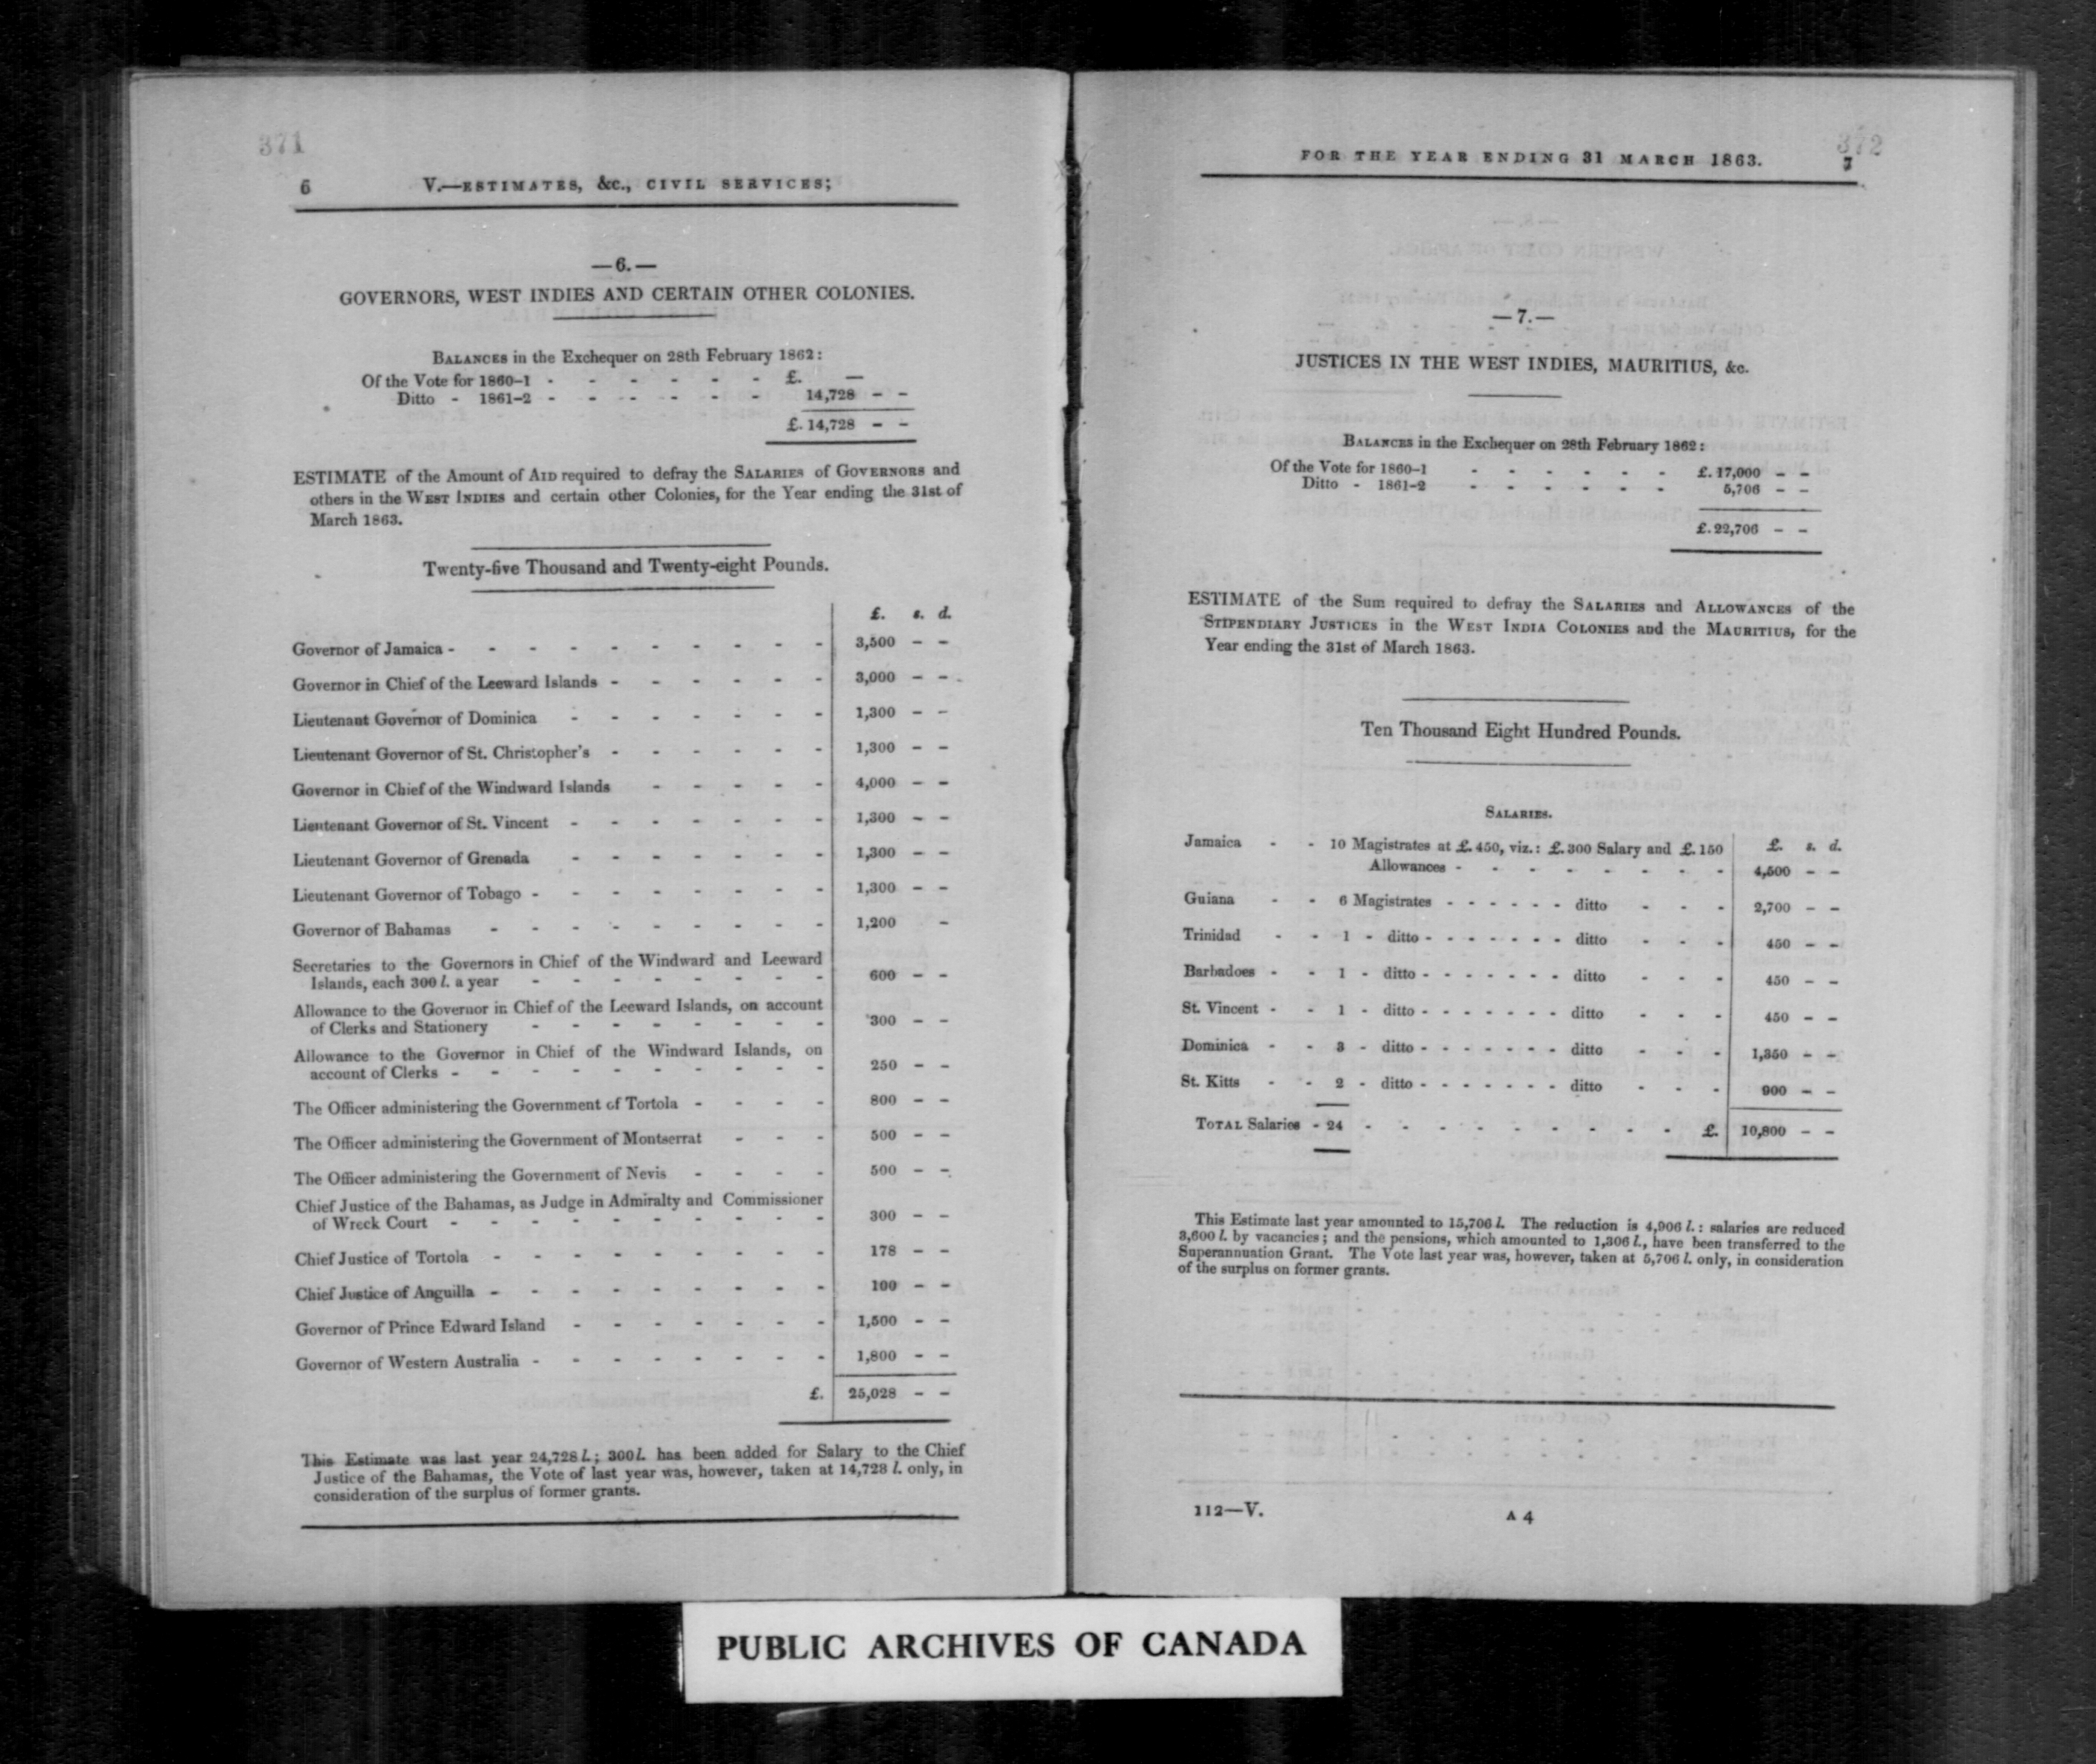 371
6 V.—ESTIMATES, &c., CIVIL SERVICES;
—6.—
GOVERNORS, WEST INDIES AND CERTAIN OTHER COLONIES.
BALANCES in the Exchequer on 28th February 1862:
Of the Vote for 1860-1 - - - - - - £. —
Ditto - 1861-2 - - - - - - 14,728 - -
£. 14,728 - -
ESTIMATE of the Amount of AID required to defray the SALARIES of GOVERNORS and
others in the WEST INDIES and certain other Colonies, for the Year ending the 31st of
March 1863.
Twenty-five Thousand and Twenty-eight Pounds.
£. s. d.
Governor of Jamaica - - - - - - - - - - 3,500 - -
Governor in Chief of the Leeward Islands - - - - - - 3,000 - -
Lieutenant Governor of Dominica - - - - - - - 1,300 - -
Lieutenant Governor of St. Christopher's - - - - - - 1,300 - -
Governor in Chief of the Windward Islands - - - - - 4,000 - -
Lieutenant Governor of St. Vincent - - - - - - - 1,300 - -
Lieutenant Governor of Grenada - - - - - - - 1,300 - -
Lieutenant Governor of Tobago - - - - - - - - 1,300 - -
Governor of Bahamas - - - - - - - - - 1,200 -
Secretaries to the Governors in Chief of the Windward and Leeward
Islands, each 300 l. a year - - - - - - - - 600 - -
Allowance to the Governor in Chief of the Leeward Islands, on account
of Clerks and Stationery - - - - - - - - 300 - -
Allowance to the Governor in Chief of the Windward Islands, on
account of Clerks - - - - - - - - - - 250 - -
The Officer administering the Government of Tortola - - - - 800 - -
The Officer administering the Government of Montserrat - - - 500 - -
The Officer administering the Government of Nevis - - - - 500 - -
Chief Justice of the Bahamas, as Judge in Admiralty and Commissioner
of Wreck Court - - - - - - - - - - 300 - -
Chief Justice of Tortola - - - - - - - - - 178 - -
Chief Justice of Anguilla - - - - - - - - - 100 - -
Governor of Prince Edward Island - - - - - - - 1,500 - -
Governor of Western Australia - - - - - - - - 1,800 - -
£. 25,028 - -
This Estimate was last year 24,728 l.; 300 l. has been added for Salary to the Chief
Justice of the Bahamas, the Vote of last year was, however, taken at 14,728 l. only, in
consideration of the surplus of former grants.
372
FOR THE YEAR ENDING 31 MARCH 1863. 7
—7.—
JUSTICES IN THE WEST INDIES, MAURITIUS, &c.
BALANCES in the Exchequer on 28th February 1862:
Of the Vote for 1860-1 - - - - - - £. 17,000 - -
Ditto - 1861-2 - - - - - - 5,706 - -
£. 22,706 - -
ESTIMATE of the Sum required to defray the SALARIES and ALLOWANCES of the
STIPENDIARY JUSTICES in the WEST INDIA COLONIES and the MAURITIUS, for the
Year ending the 31st of March 1863.
Ten Thousand Eight Hundred Pounds.
SALARIES.
Jamaica - - 10 Magistrates at £. 450, viz.: £. 300 Salary and £. 150 £. s. d.
Allowances - - - - - - - - 4,500 - -
Guiana - - 6 Magistrates - - - - - - ditto - - - 2,700 - -
Trinidad - - 1 - ditto - - - - - - - ditto - - - 450 - -
Barbadoes - - 1 - ditto - - - - - - - ditto - - - 450 - -
St. Vincent - - 1 - ditto - - - - - - - ditto - - - 450 - -
Dominica - - 3 - ditto - - - - - - - ditto - - - 1,350 - -
St. Kitts - - 2 - ditto - - - - - - - ditto - - - 900 - -
TOTAL Salaries - 24 - - - - - - - - - £. 10,800 - -
This Estimate last year amounted to 15,706 l. The reduction is 4,906 l.: salaries are reduced
3,600 l. by vacancies; and the pensions, which amounted to 1,306 l., have been transferred to the
Superannuation Grant. The Vote last year was, however, taken at 5,706 l. only, in consideration
of the surplus on former grants.
112—V. A 4
PUBLIC ARCHIVES OF CANADA